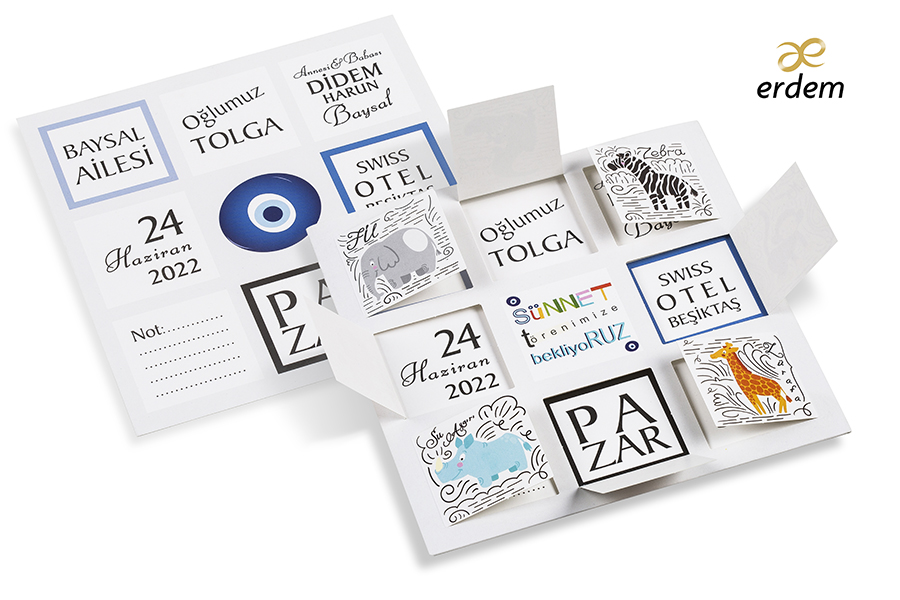 erdem
Annesi & Babası
DİDEM
HARUN
Baysal
Oğlumuz
TOLGA
BAYSAL
AİLESİ
SWISS
OTEL
BEŞİKTAŞ
24
Haziran
2022
PA
Z
Not:
Zebra
Fil
Oğlumuz
TOLGA
Baysal
SÜNNET
törenimize
bekliyoRUZ
SWISS
OTEL
BEŞİKTAŞ
24
Haziran
2022
Zürafa
Su Aygırı
PA
ZAR